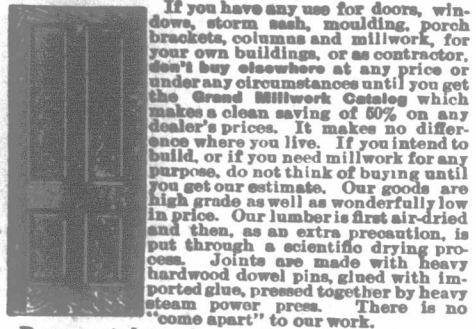 If you have any use for doors, win-
dows, storm sash, moulding, porch
brackets, columns and millwork, for
your own buildings, or as contractor,
don't buy elsewhere at any price or
under any circumstances until you get
the Grand Millwork Catalog which
makes a clean saving of 50% on any
dealer's prices. It makes no differ-
ence where you live. If you intend to
build, or if you need millwork for any
purpose, do not think of buying until
you get our estimate. Our goods are
high grade as well as wonderfully low
in price. Our lumber is first air-dried
and then, as an extra precaution, is
put through a scientific drying pro-
cess. Joints are made with heavy
hardwood dowel pins, glued with im-
ported glue, pressed together by heavy
steam power press. There is no
"come apart" to our work.